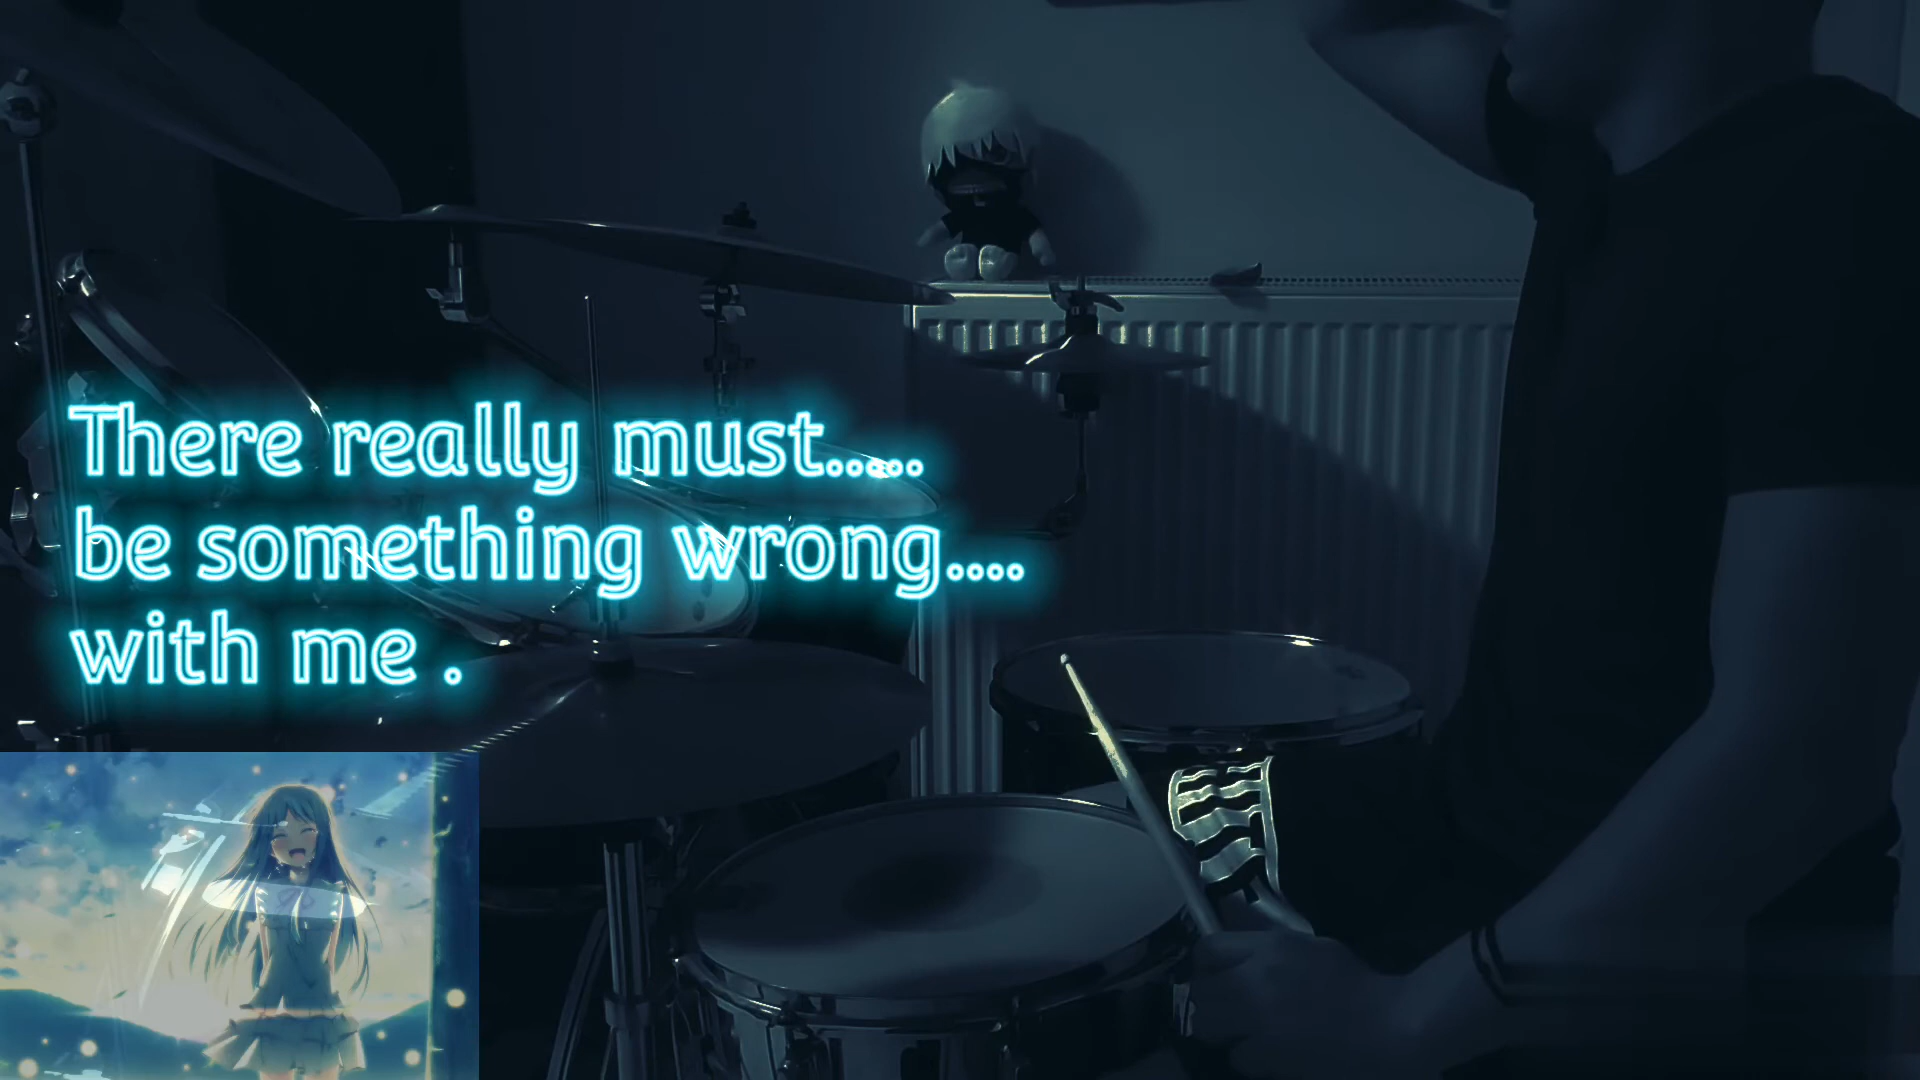 There really must.....
be something wrong....
with me .